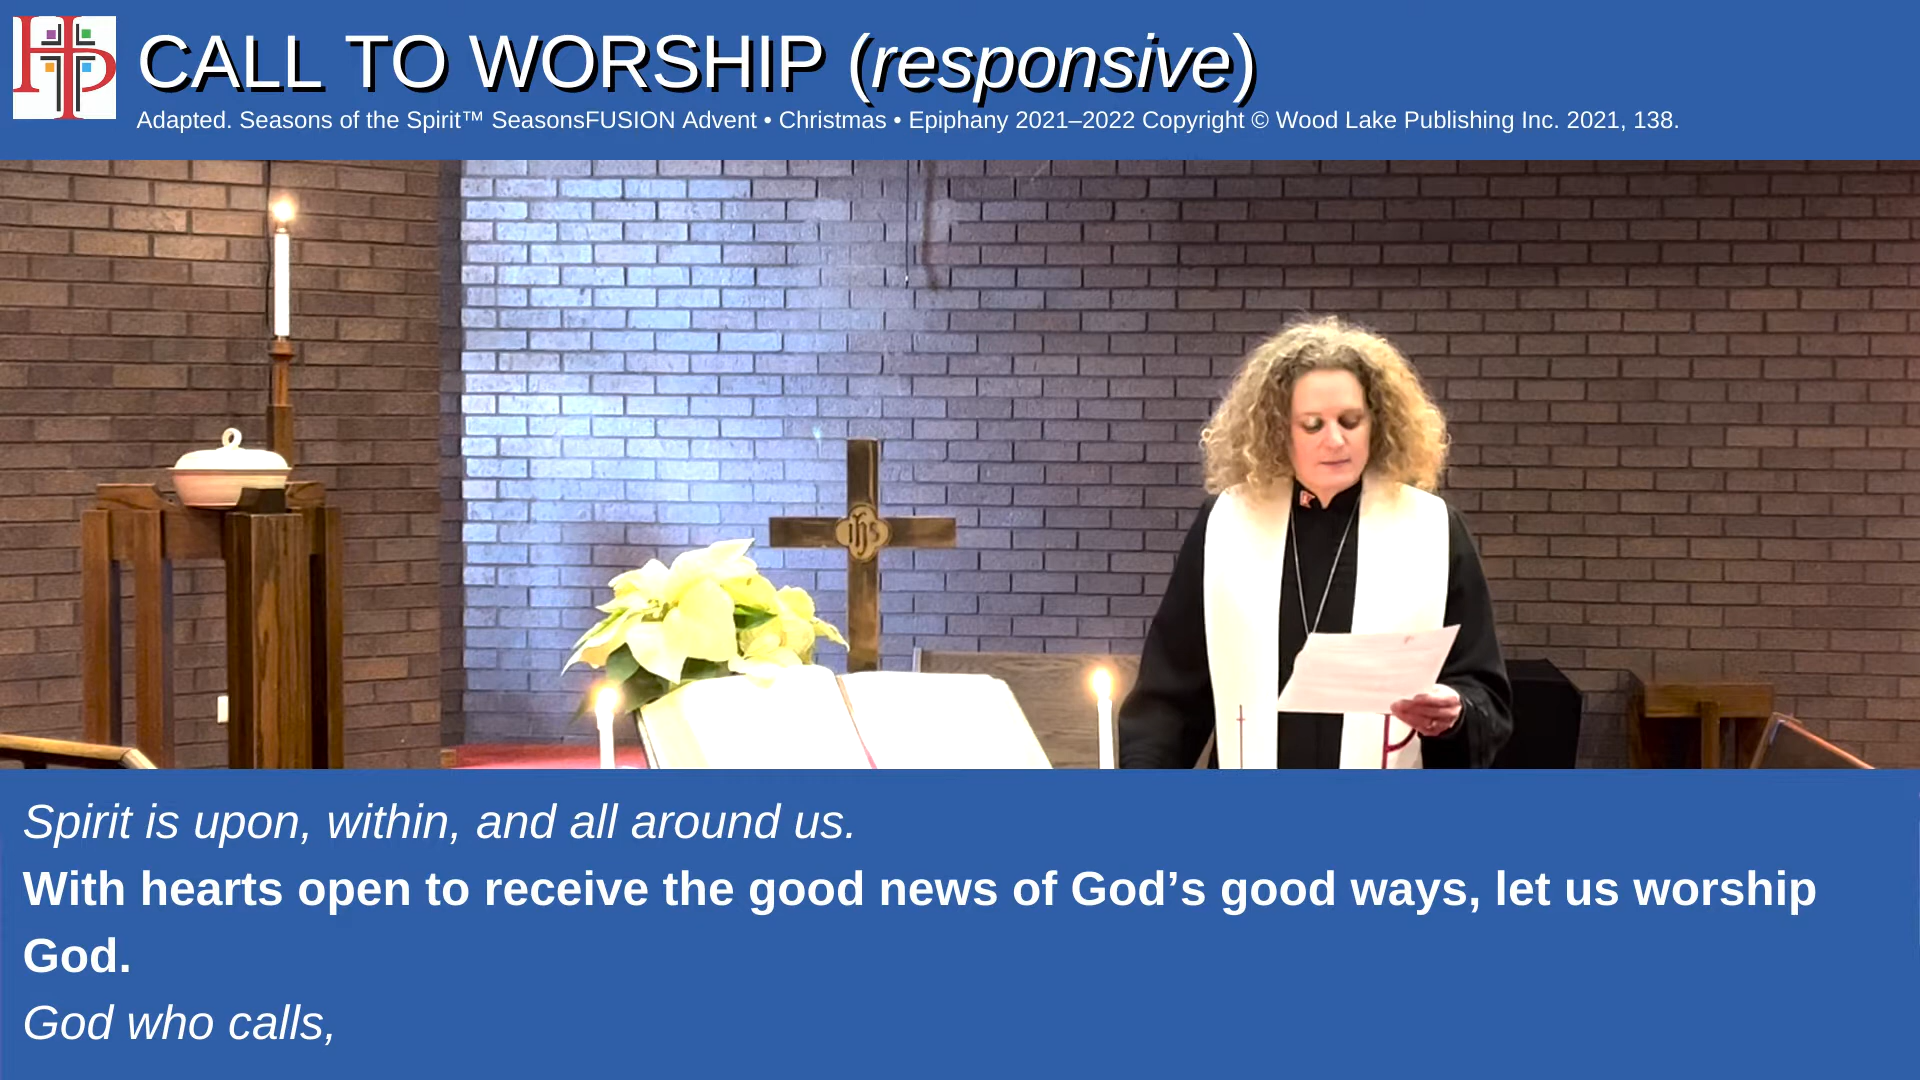 HP
CALL TO WORSHIP (responsive)
Adapted. Seasons of the Spirit™ SeasonsFUSION Advent • Christmas • Epiphany 2021–2022 Copyright © Wood Lake Publishing Inc. 2021, 138.
ihs
Spirit is upon, within, and all around us.
With hearts open to receive the good news of God’s good ways, let us worship
God.
God who calls,